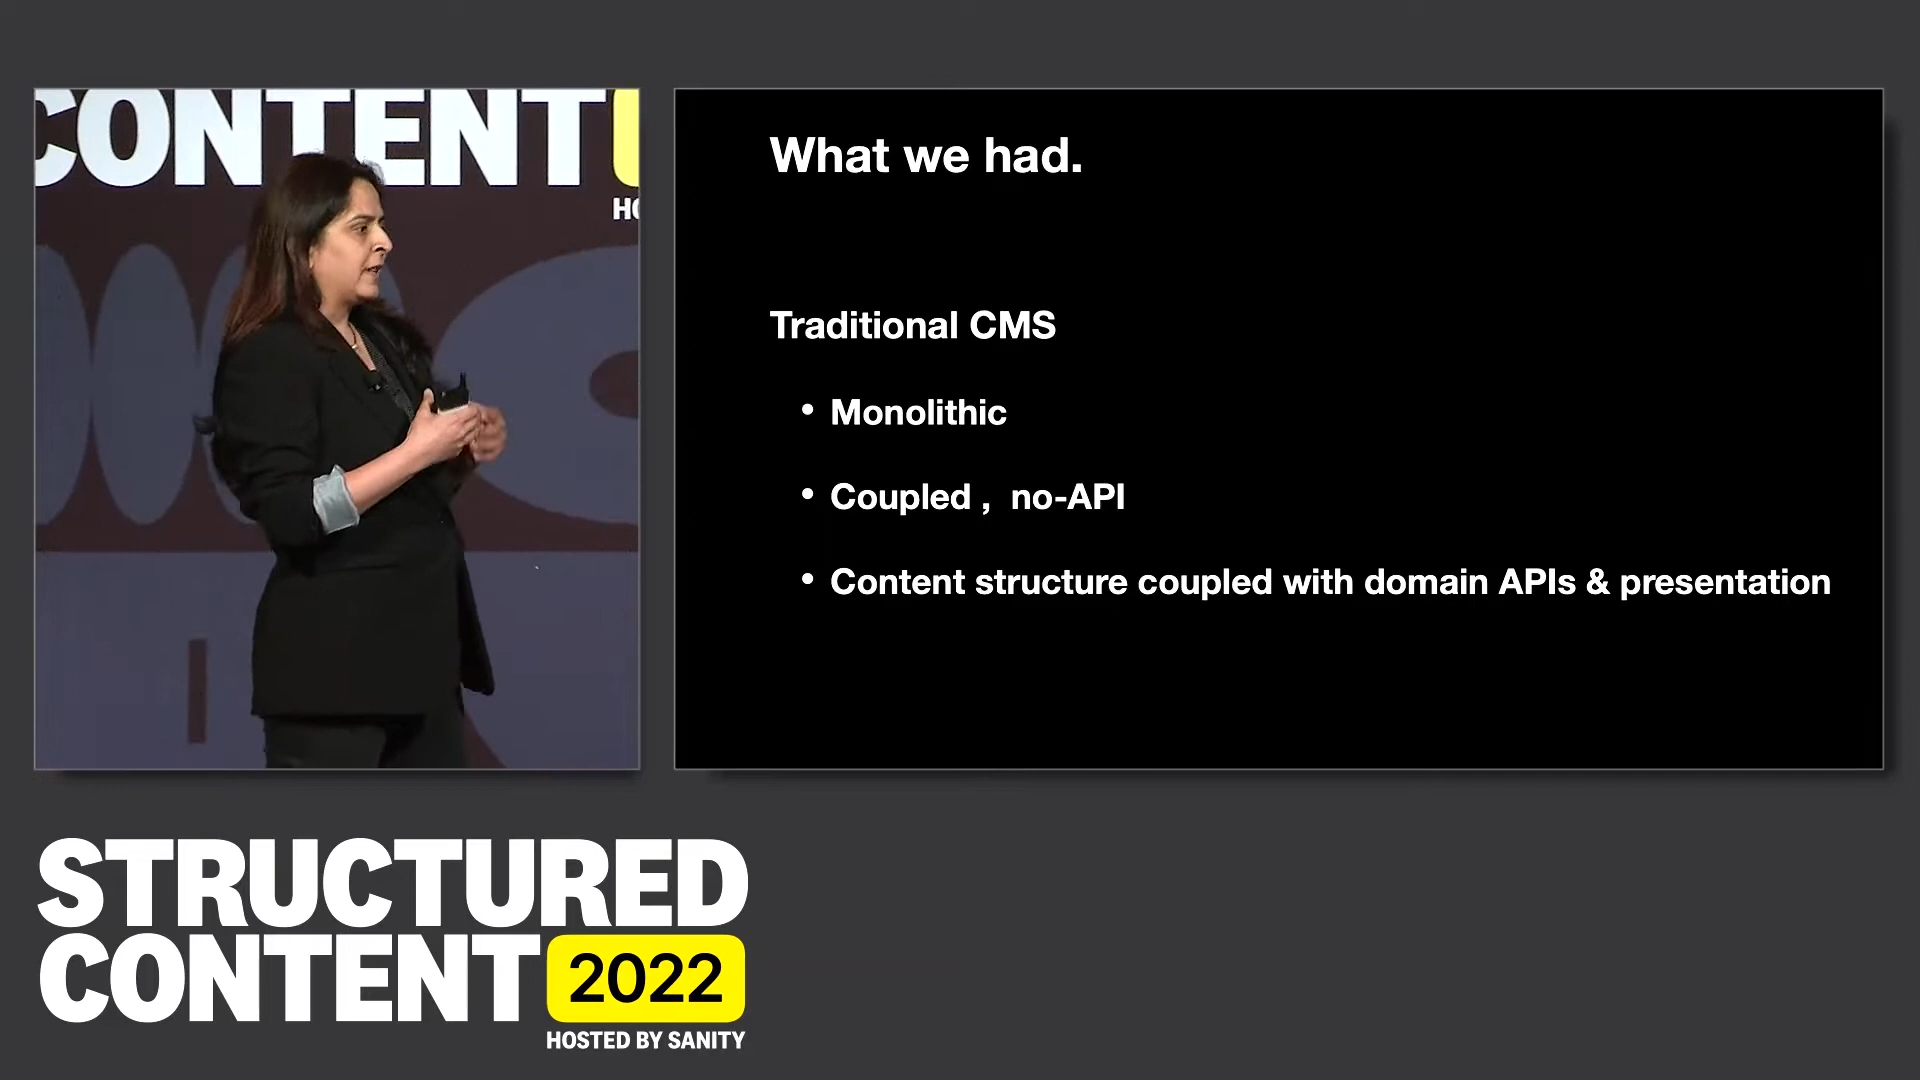 CONTENT
HO
What we had.
Traditional CMS
• Monolithic
• Coupled , no-API
• Content structure coupled with domain APIs & presentation
STRUCTURED
CONTENT 2022
HOSTED BY SANITY